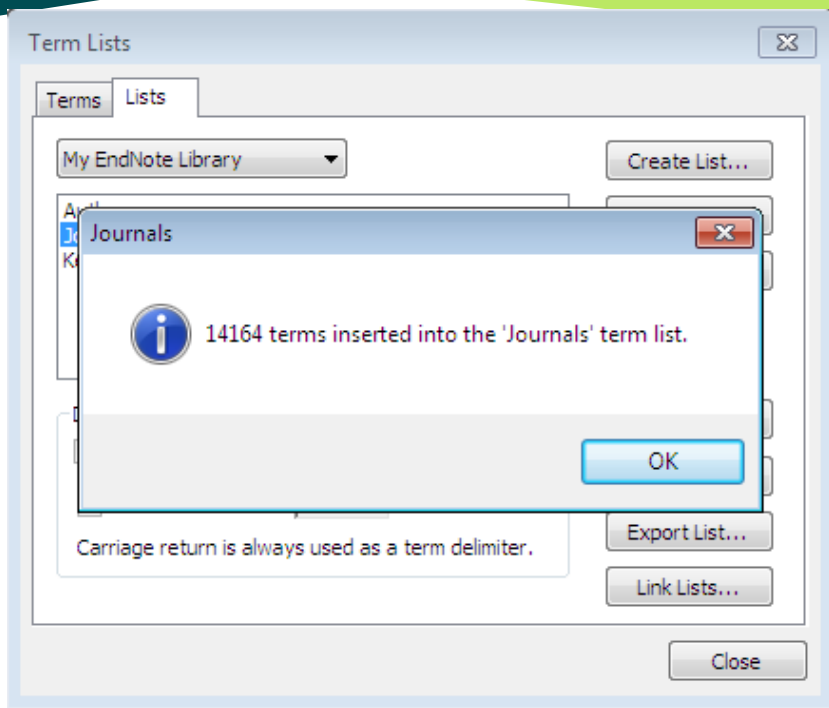 Term Lists
Terms Lists
My EndNote Library
Create List...
Journals
14164 terms inserted into the 'Journals' term list.
OK
Carriage return is always used as a term delimiter.
Export List...
Link Lists...
Close